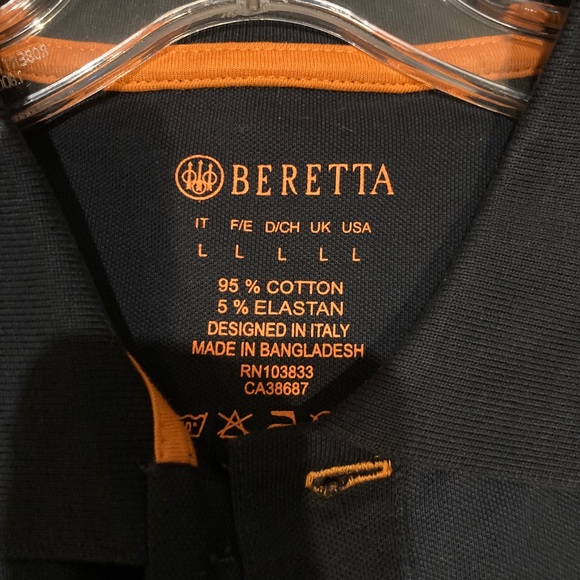 BERETTA
IT F/E D/CH UK USA
L L L L L
95 % COTTON
5 % ELASTAN
DESIGNED IN ITALY
MADE IN BANGLADESH
RN103833
CA38687